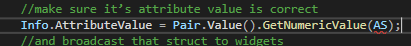 //make sure it's attribute value is correct
Info.AttributeValue = Pair.Value().GetNumericValue(AS);
//and broadcast that struct to widgets